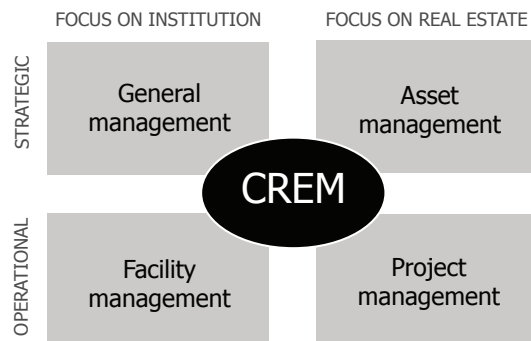 FOCUS ON INSTITUTION
FOCUS ON REAL ESTATE
STRATEGIC
General
management
Asset
management
CREM
OPERATIONAL
Facility
management
Project
management